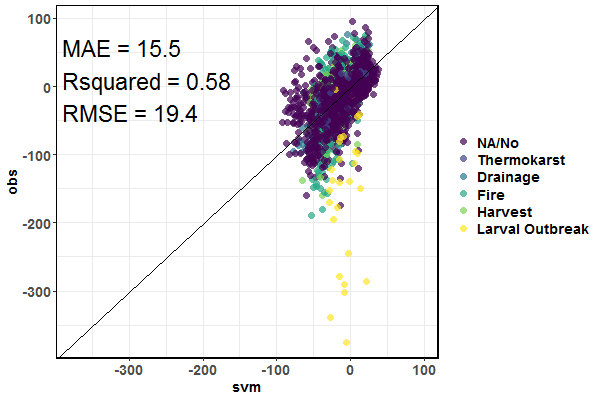 MAE = 15.5
Rsquared = 0.58
RMSE = 19.4
100
0
-100
-200
-300
obs
-300
-200
-100
0
100
svm
NA/No
Thermokarst
Drainage
Fire
Harvest
Larval Outbreak